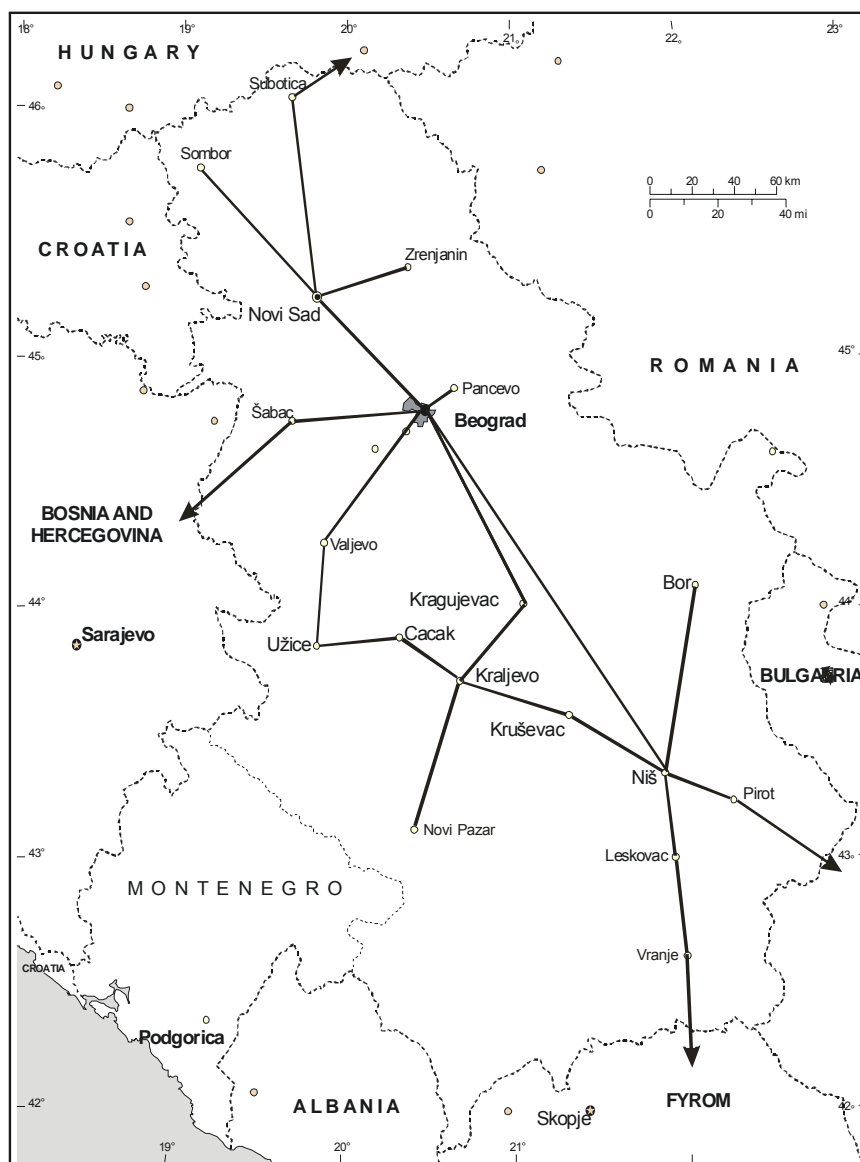 18° 19° 20° 21° 22° 23°
HUNGARY
Subotica
46°
Sombor
0 20 40 60 km
0 20 40 mi
CROATIA
Zrenjanin
Novi Sad
45°
45°
ROMANIA
Pancevo
Šabac
Beograd
BOSNIA AND
HERCEGOVINA
Valjevo
Bor
Kragujevac
44°
44°
Sarajevo
Užice
Cacak
Kraljevo
BULGARIA
Kruševac
Niš
Pirot
Novi Pazar
Leskovac
43°
43°
MONTENEGRO
Vranje
CROATIA
Podgorica
42°
42°
ALBANIA
Skopje
FYROM
19° 20° 21° 22°